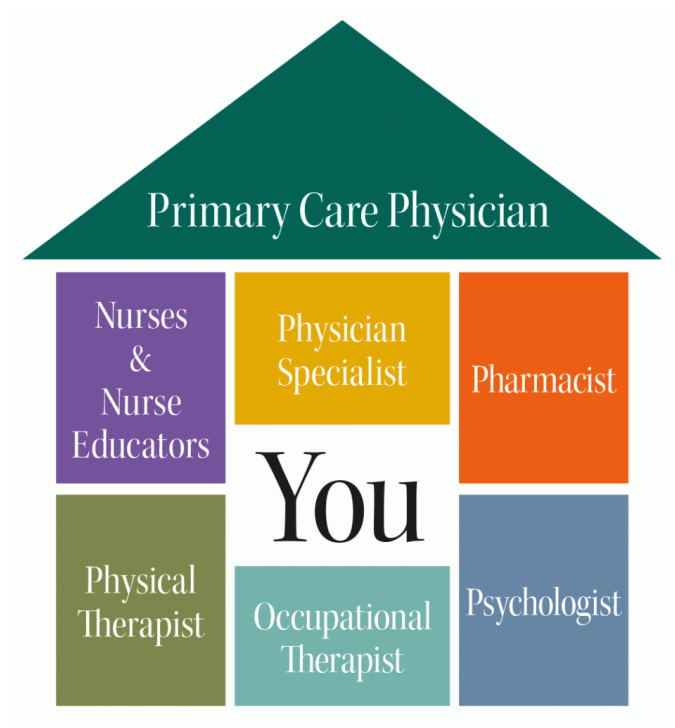 Primary Care Physician
Nurses
&
Nurse
Educators
Physician
Specialist
Pharmacist
You
Physical
Therapist
Occupational
Therapist
Psychologist